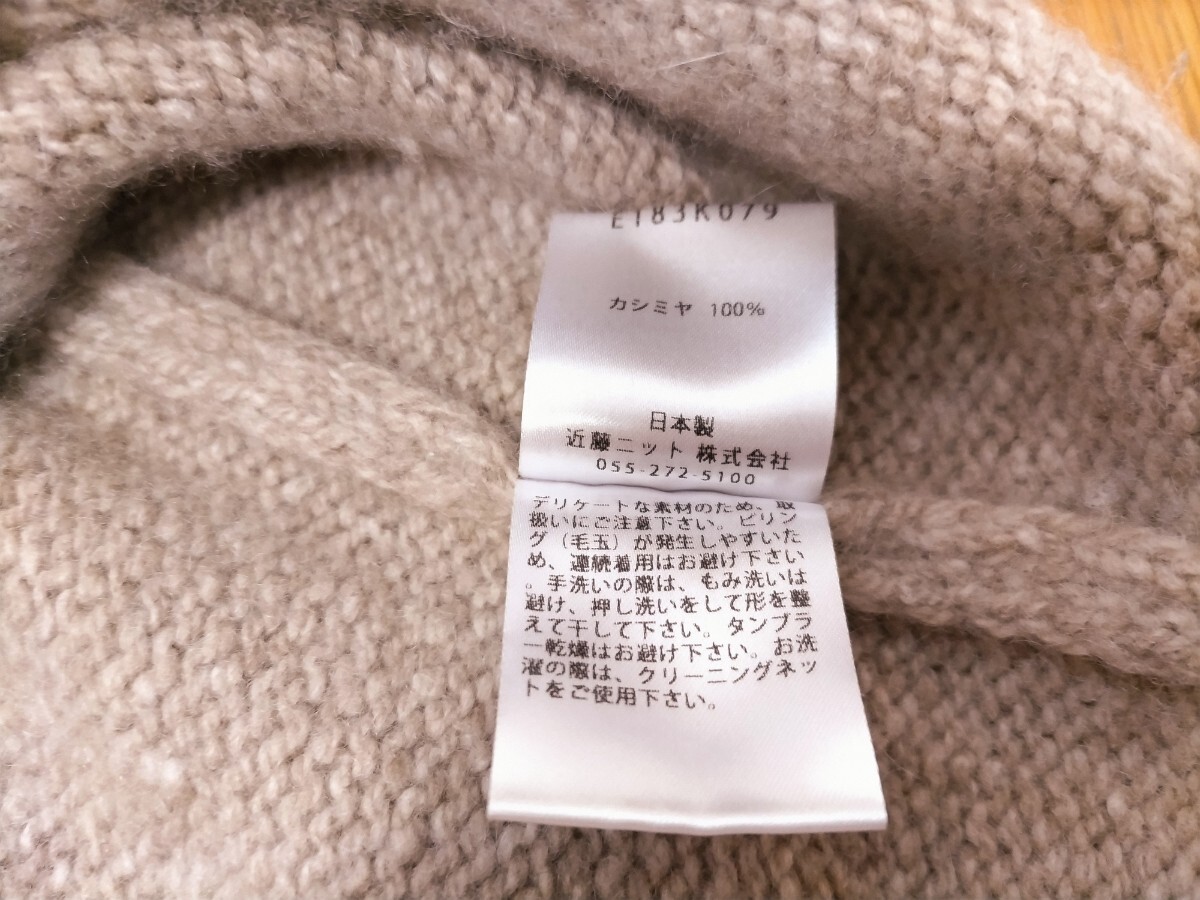 E183K079
カシミヤ 100%
日本製
近藤ニット 株式会社
055-272-5100
デリケートな素材のため、取
扱いにご注意下さい。ピリン
グ（毛玉）が発生しやすいた
め、連続着用はお避け下さい
。手洗いの際は、もみ洗いは
避け、押し洗いをして形を整
えて干して下さい。タンブラ
ー乾燥はお避け下さい。お洗
濯の際は、クリーニングネッ
トをご使用下さい。